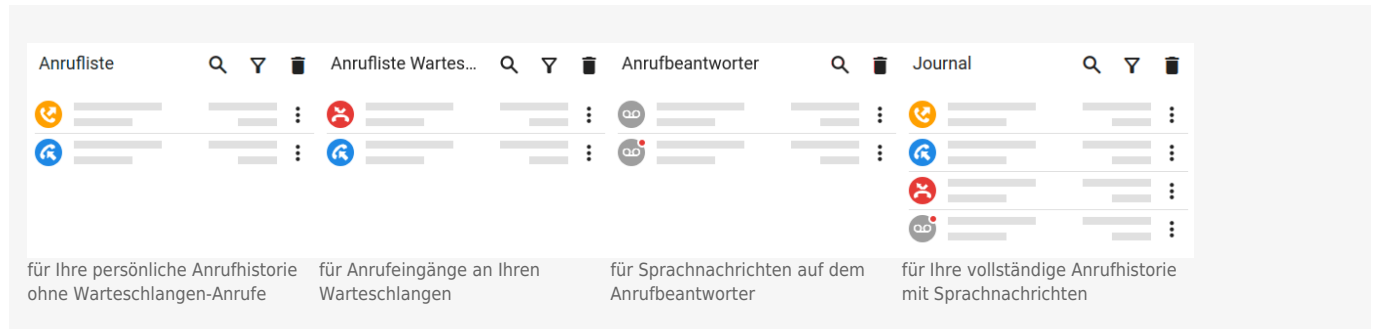 Anrufliste
Anrufliste Wartes...
Anrufbeantworter
Journal
für Ihre persönliche Anrufhistorie
ohne Warteschlangen-Anrufe
für Anrufeingänge an Ihren
Warteschlangen
für Sprachnachrichten auf dem
Anrufbeantworter
für Ihre vollständige Anrufhistorie
mit Sprachnachrichten